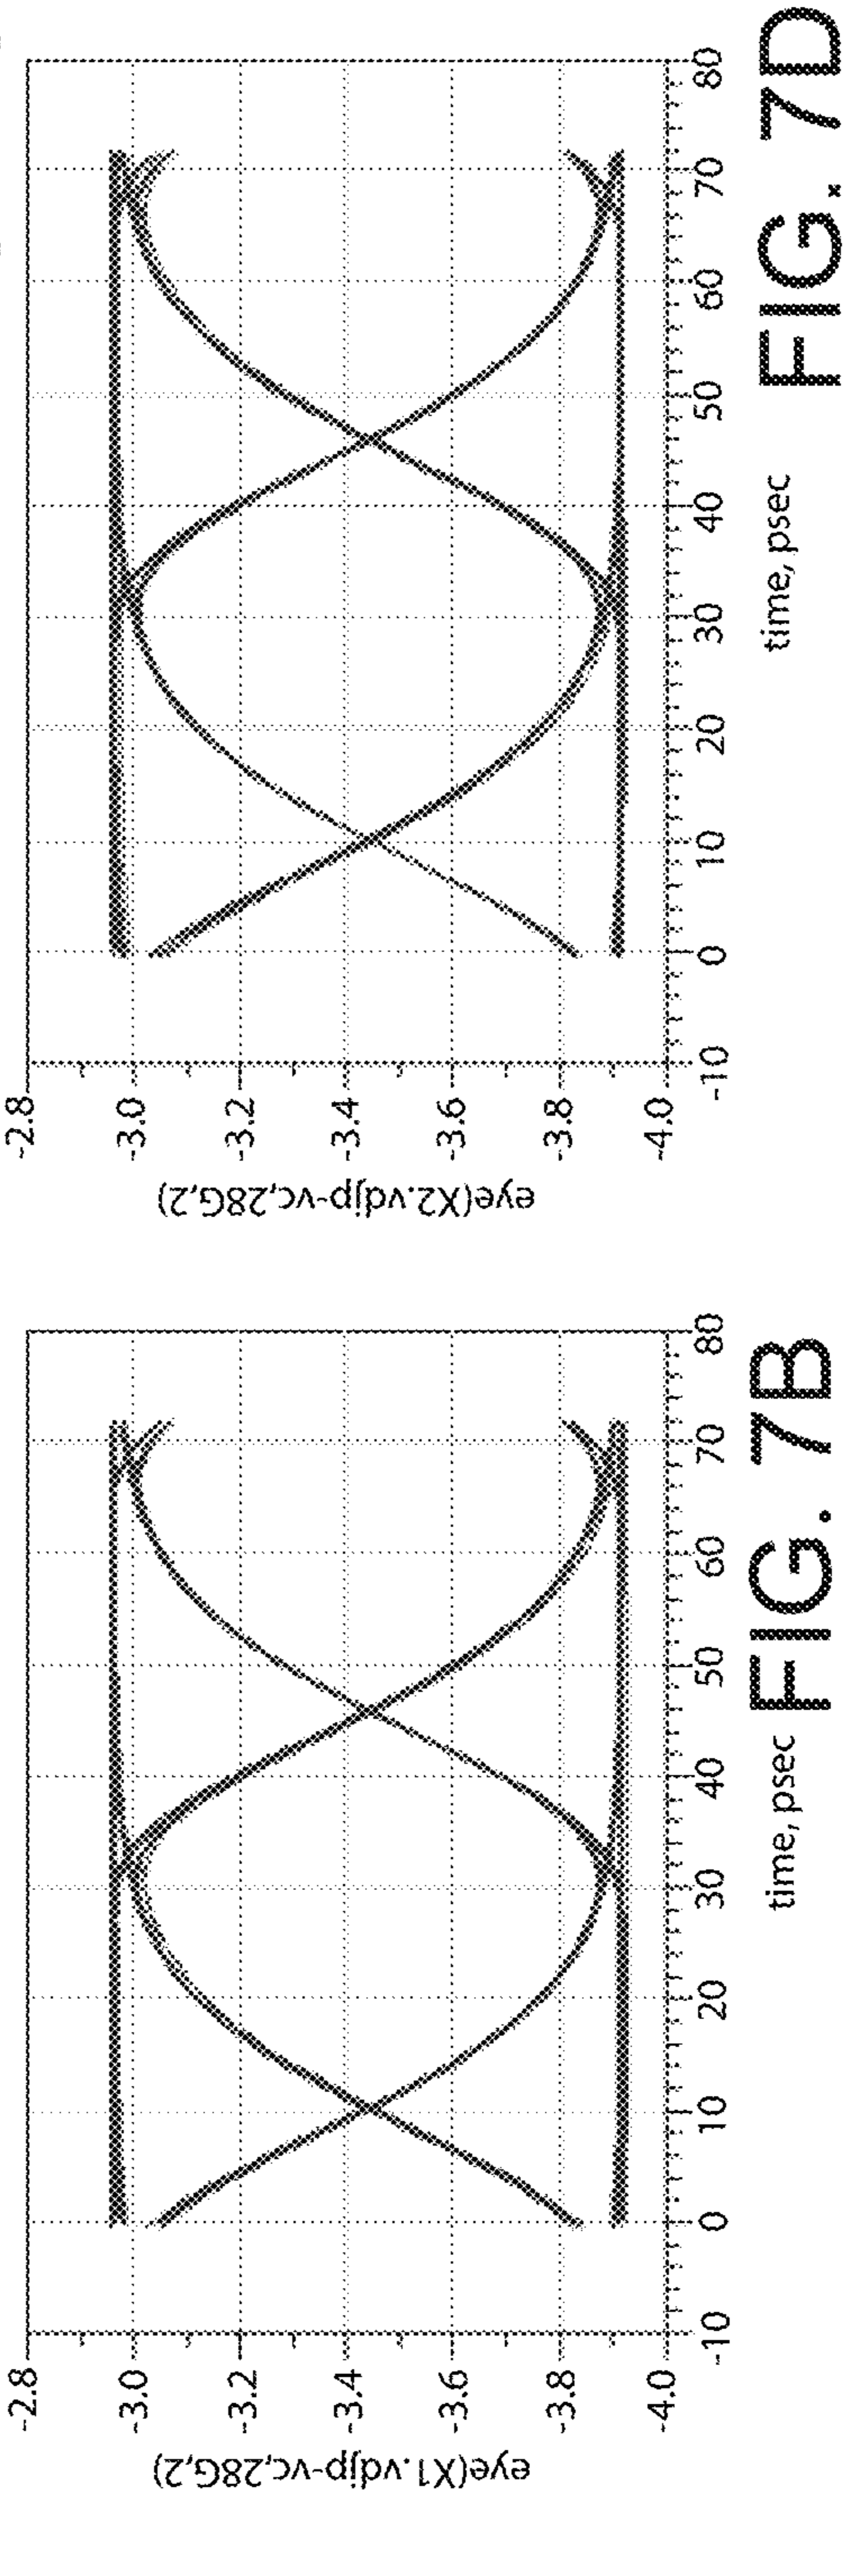 eye(X1.vdjp-vc,28G,2)
-2.8
-3.0
-3.2
-3.4
-3.6
-3.8
-4.0
-10 0 10 20 30 40 50 60 70 80
time, psec
FIG. 7B
eye(X2.vdjp-vc,28G,2)
-2.8
-3.0
-3.2
-3.4
-3.6
-3.8
-4.0
-10 0 10 20 30 40 50 60 70 80
time, psec
FIG. 7D